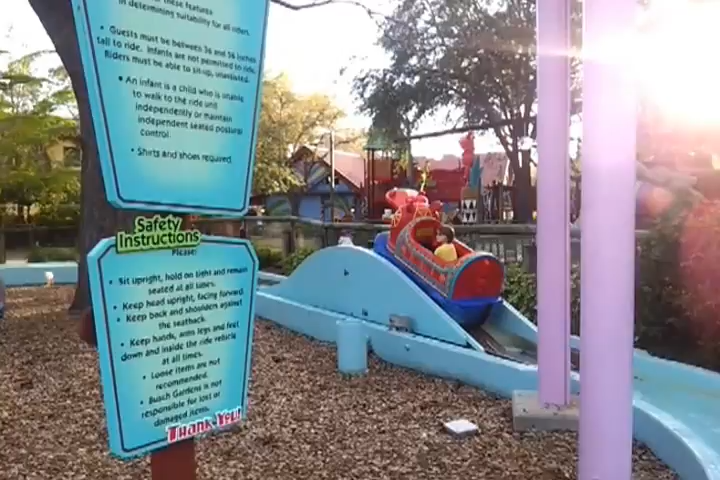 these features
in determining suitability for all others.
• Guests must be between 36 and 56 inches
tall to ride. Infants are not permitted to ride.
Riders must be able to sit up, unassisted.
• An infant is a child who is unable
to walk to the ride unit
independently or maintain
independent seated postural
control.
• Shirts and shoes required
Safety
Instructions
Please:
• Sit upright, hold on tight and remain
seated at all times.
• Keep head upright, facing forward.
• Keep back and shoulders against
the seatback.
• Keep hands, arms legs and feet
down and inside the ride vehicle
at all times.
• Loose items are not
recommended.
• Busch Gardens is not
responsible for lost or
damaged items.
Thank You!